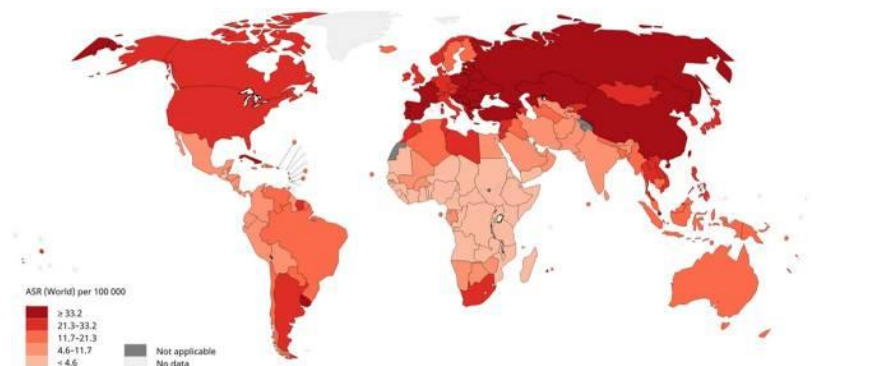 ASR (World) per 100 000
≥ 33.2
21.3–33.2
11.7–21.3
4.6–11.7
< 4.6
Not applicable
No data